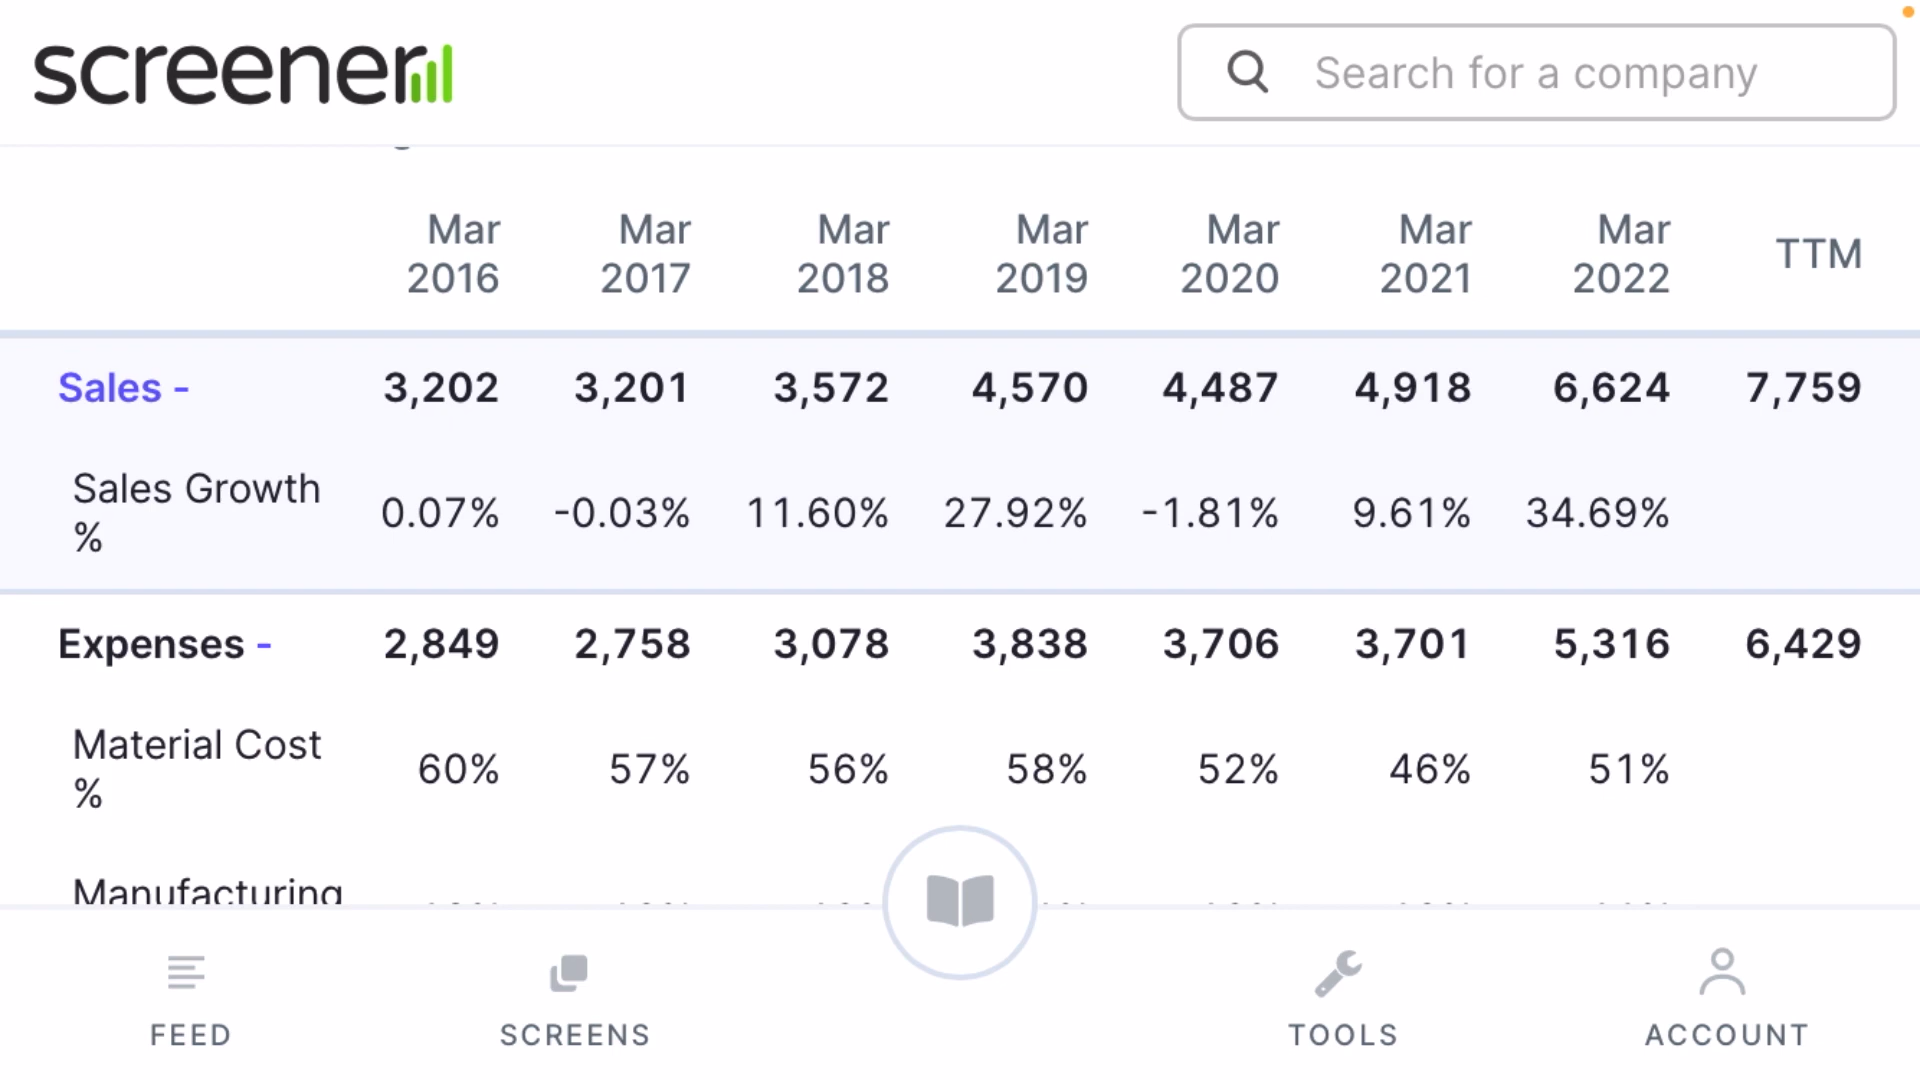 screener
Search for a company
Mar 2016 Mar 2017 Mar 2018 Mar 2019 Mar 2020 Mar 2021 Mar 2022 TTM
Sales - 3,202 3,201 3,572 4,570 4,487 4,918 6,624 7,759
Sales Growth % 0.07% -0.03% 11.60% 27.92% -1.81% 9.61% 34.69%
Expenses - 2,849 2,758 3,078 3,838 3,706 3,701 5,316 6,429
Material Cost % 60% 57% 56% 58% 52% 46% 51%
Manufacturing
FEED SCREENS TOOLS ACCOUNT